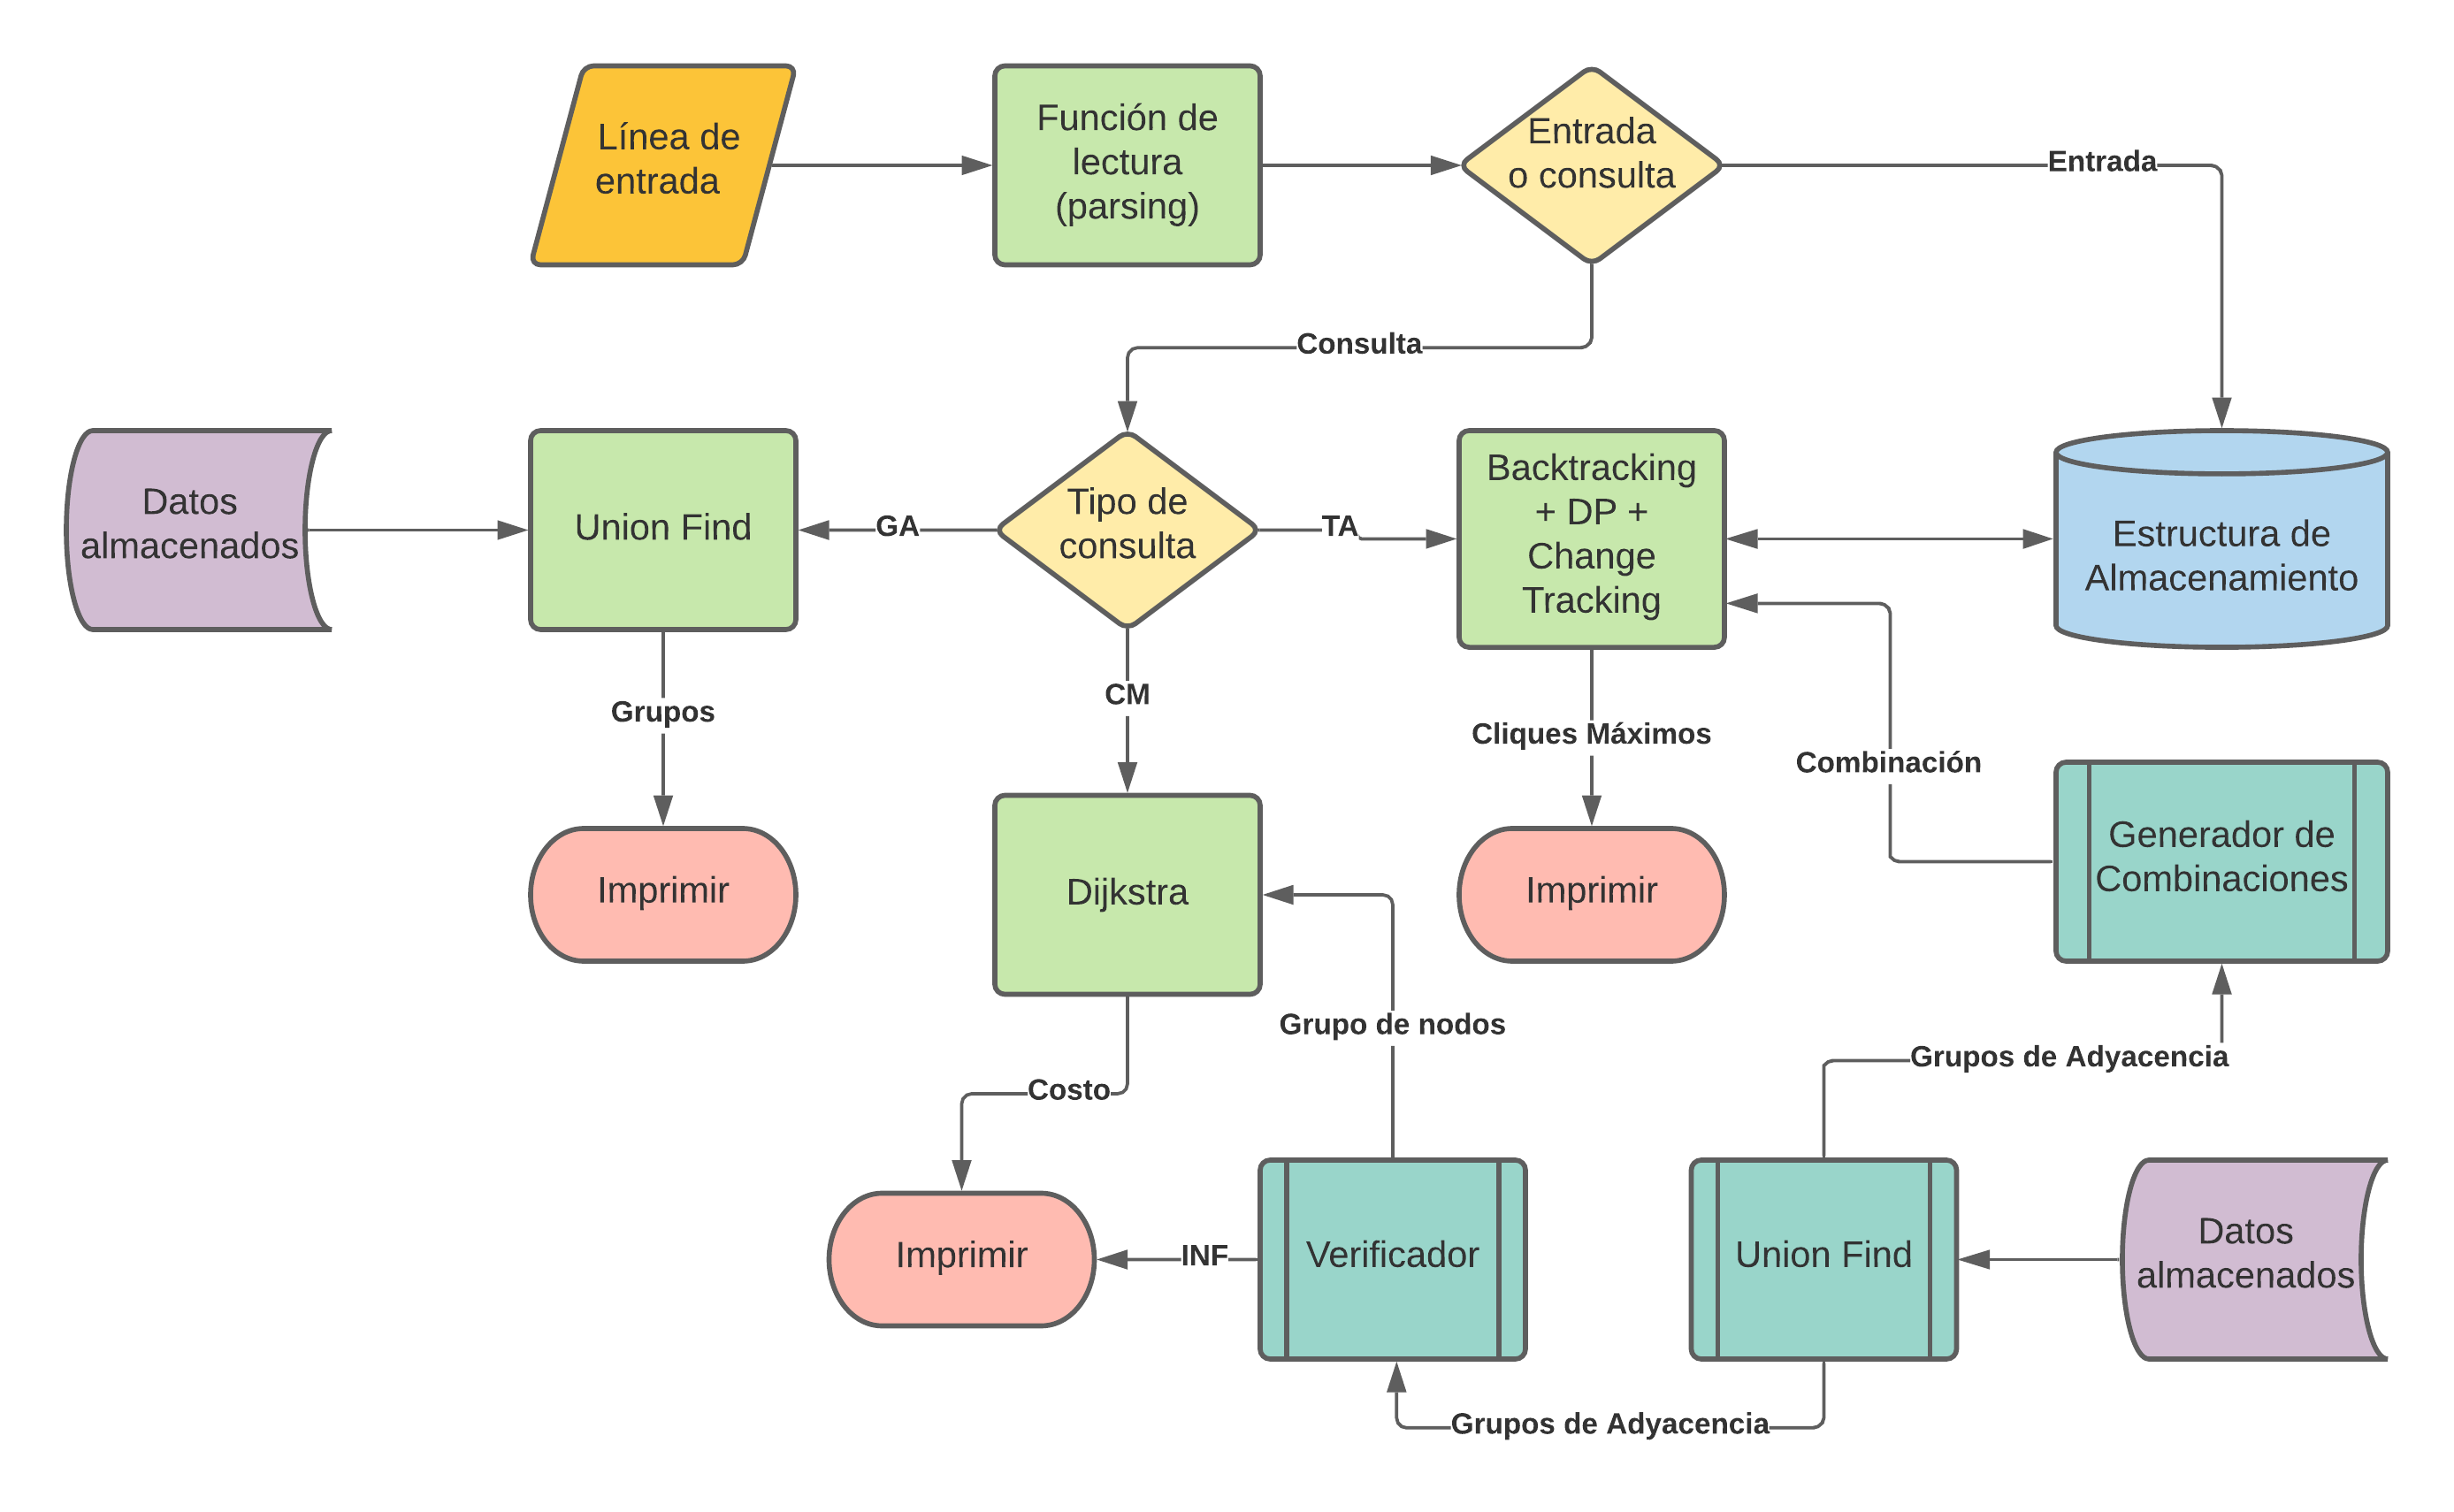 Línea de
entrada
Función de
lectura
(parsing)
Entrada
o consulta
Entrada
Consulta
Datos
almacenados
Union Find
GA
Tipo de
consulta
TA
Backtracking
+ DP +
Change
Tracking
Estructura de
Almacenamiento
Grupos
CM
Cliques Máximos
Combinación
Imprimir
Dijkstra
Imprimir
Generador de
Combinaciones
Grupo de nodos
Grupos de Adyacencia
Costo
Imprimir
INF
Verificador
Union Find
Datos
almacenados
Grupos de Adyacencia